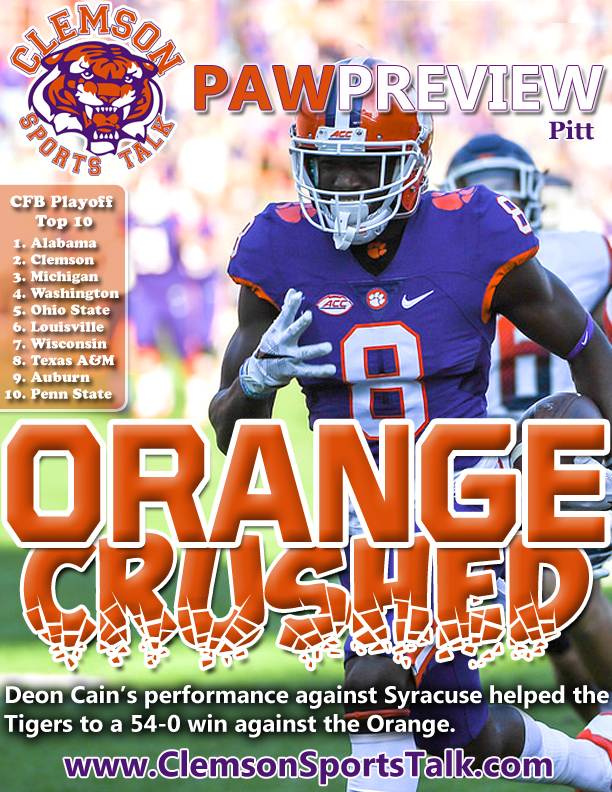 CLEMSON
SPORTS TALK
PAWPREVIEW
Pitt
CFB Playoff
Top 10
1. Alabama
2. Clemson
3. Michigan
4. Washington
5. Ohio State
6. Louisville
7. Wisconsin
8. Texas A&M
9. Auburn
10. Penn State
ACC
8
ACC
8
ORANGE
CRUSHED
Deon Cain's performance against Syracuse helped the
Tigers to a 54-0 win against the Orange.
www.ClemsonSportsTalk.com